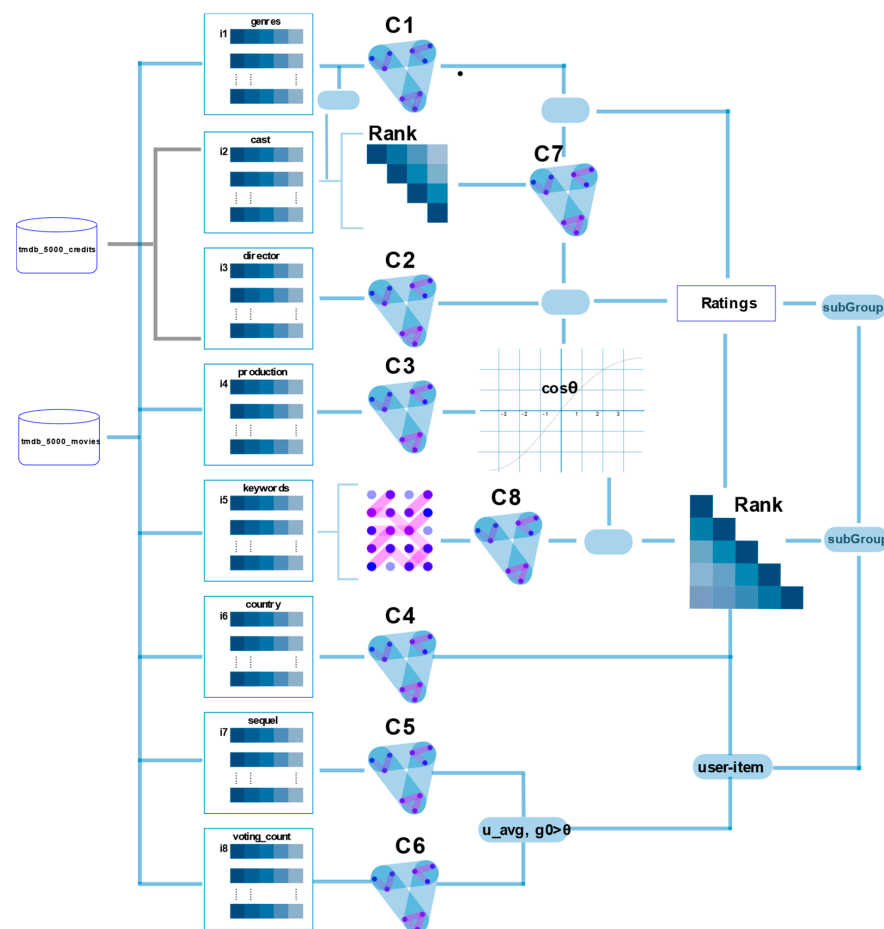 genres
i1
C1
cast
i2
Rank
C7
tmdb_5000_credits
director
i3
C2
Ratings
subGroup
production
i4
C3
cosθ
-3 -2 -1 1 2 3
tmdb_5000_movies
keywords
i5
C8
Rank
subGroup
country
i6
C4
sequel
i7
C5
user-item
voting_count
i8
C6
u_avg, g0>θ